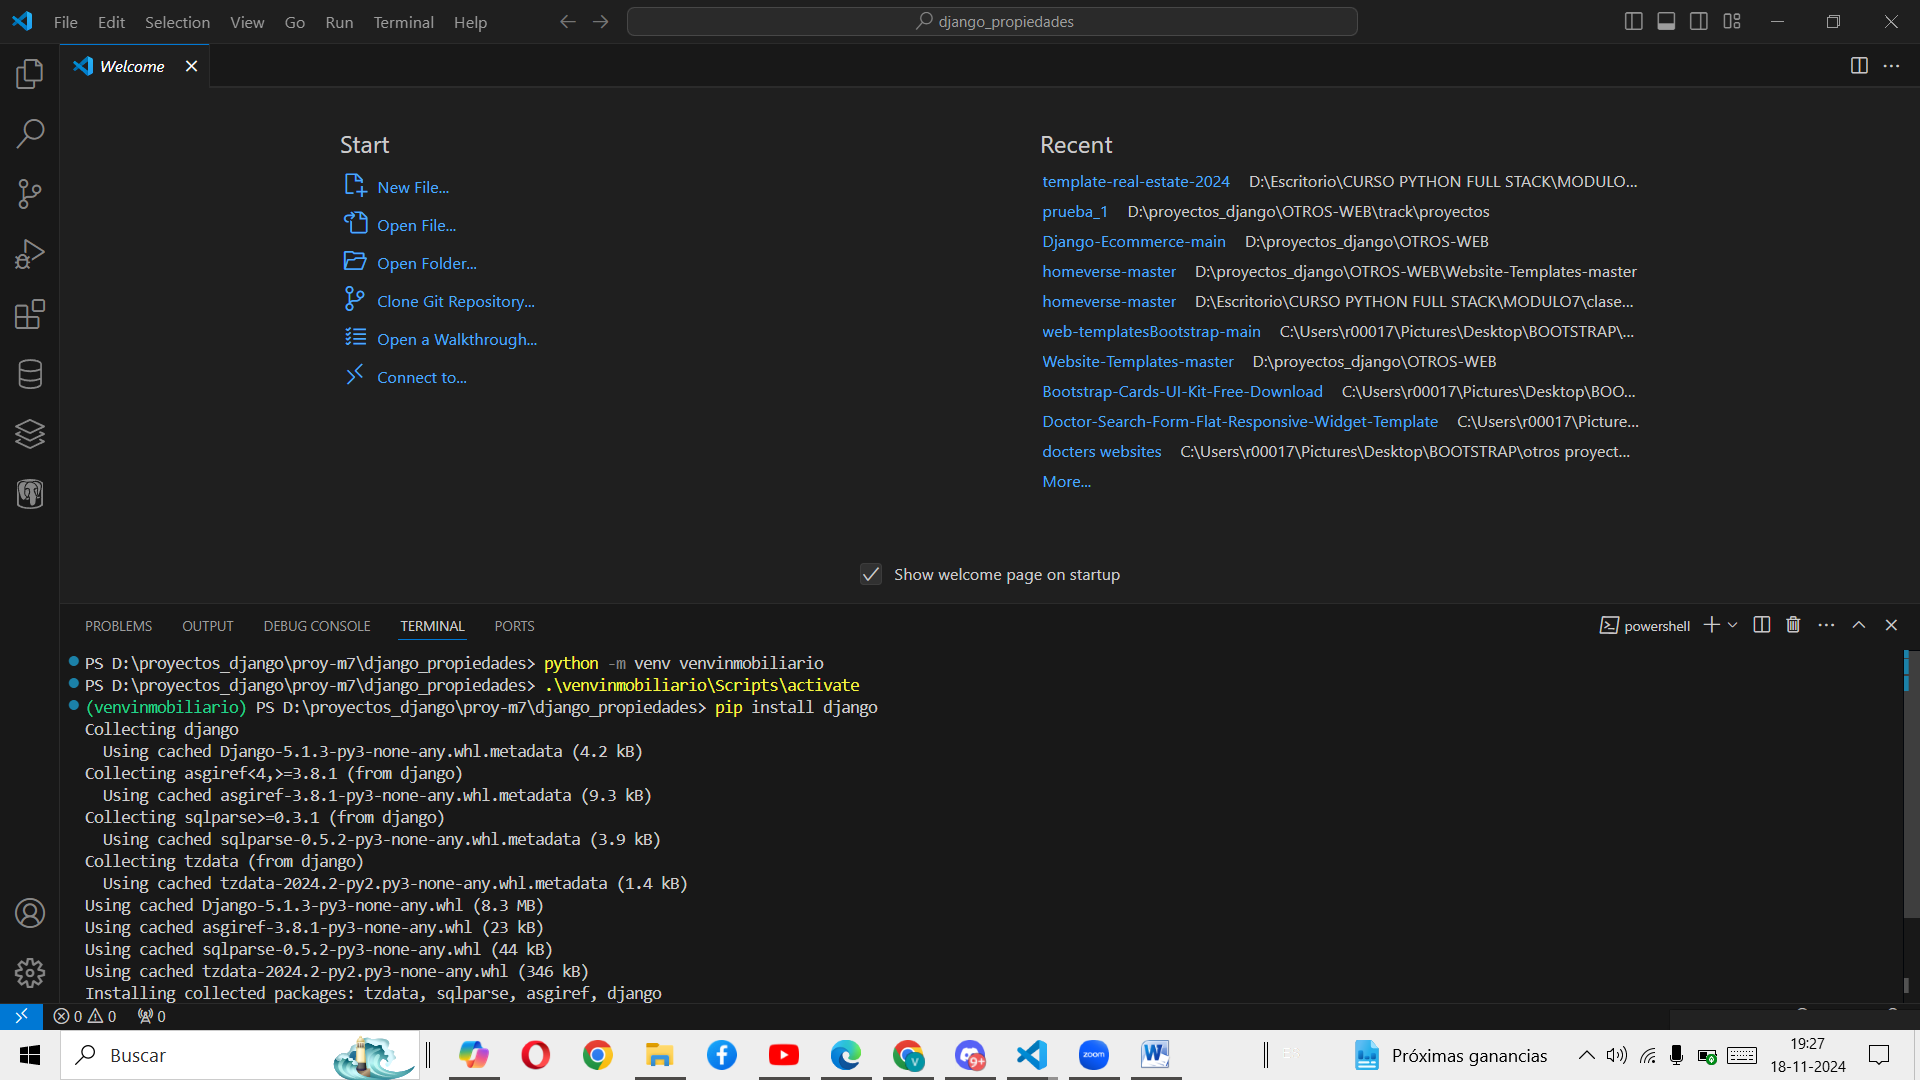 File Edit Selection View Go Run Terminal Help
django_propiedades
Welcome
Start
New File...
Open File...
Open Folder...
Clone Git Repository...
Open a Walkthrough...
Connect to...
Recent
template-real-estate-2024 D:\Escritorio\CURSO PYTHON FULL STACK\MODULO...
prueba_1 D:\proyectos_django\OTROS-WEB\track\proyectos
Django-Ecommerce-main D:\proyectos_django\OTROS-WEB
homeverse-master D:\proyectos_django\OTROS-WEB\Website-Templates-master
homeverse-master D:\Escritorio\CURSO PYTHON FULL STACK\MODULO7\clase...
web-templatesBootstrap-main C:\Users\r00017\Pictures\Desktop\BOOTSTRAP\...
Website-Templates-master D:\proyectos_django\OTROS-WEB
Bootstrap-Cards-UI-Kit-Free-Download C:\Users\r00017\Pictures\Desktop\BOO...
Doctor-Search-Form-Flat-Responsive-Widget-Template C:\Users\r00017\Picture...
docters websites C:\Users\r00017\Pictures\Desktop\BOOTSTRAP\otros proyect...
More...
Show welcome page on startup
PROBLEMS OUTPUT DEBUG CONSOLE TERMINAL PORTS
powershell
PS D:\proyectos_django\proy-m7\django_propiedades> python -m venv venvinmobiliario
PS D:\proyectos_django\proy-m7\django_propiedades> .\venvinmobiliario\Scripts\activate
(venvinmobiliario) PS D:\proyectos_django\proy-m7\django_propiedades> pip install django
Collecting django
Using cached Django-5.1.3-py3-none-any.whl.metadata (4.2 kB)
Collecting asgiref<4,>=3.8.1 (from django)
Using cached asgiref-3.8.1-py3-none-any.whl.metadata (9.3 kB)
Collecting sqlparse>=0.3.1 (from django)
Using cached sqlparse-0.5.2-py3-none-any.whl.metadata (3.9 kB)
Collecting tzdata (from django)
Using cached tzdata-2024.2-py2.py3-none-any.whl.metadata (1.4 kB)
Using cached Django-5.1.3-py3-none-any.whl (8.3 MB)
Using cached asgiref-3.8.1-py3-none-any.whl (23 kB)
Using cached sqlparse-0.5.2-py3-none-any.whl (44 kB)
Using cached tzdata-2024.2-py2.py3-none-any.whl (346 kB)
Installing collected packages: tzdata, sqlparse, asgiref, django
0 0 0
Buscar
V
9+
zoom
W
Próximas ganancias
19:27
18-11-2024